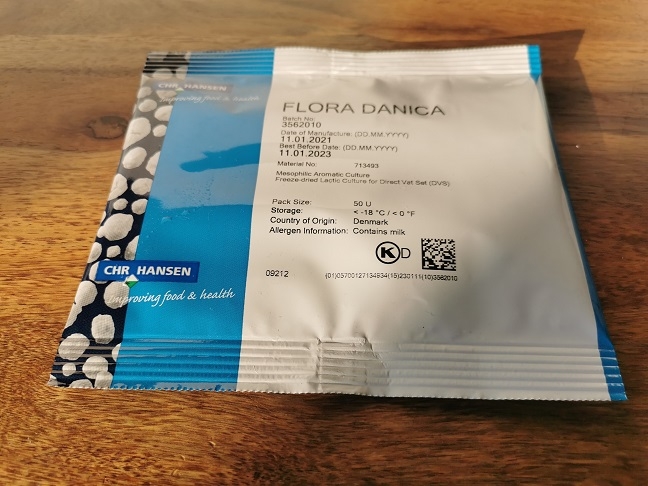 CHR HANSEN
Improving food & health
FLORA DANICA
Batch No:
3562010
Date of Manufacture: (DD.MM.YYYY)
11.01.2021
Best Before Date: (DD.MM.YYYY)
11.01.2023
Material No: 713493
Mesophilic Aromatic Culture
Freeze-dried Lactic Culture for Direct Vat Set (DVS)
Pack Size: 50 U
Storage: < -18 °C / < 0 °F
Country of Origin: Denmark
Allergen Information: Contains milk
K D
09212 (01)05700127134934(15)230111(10)3562010
CHR HANSEN
Improving food & health